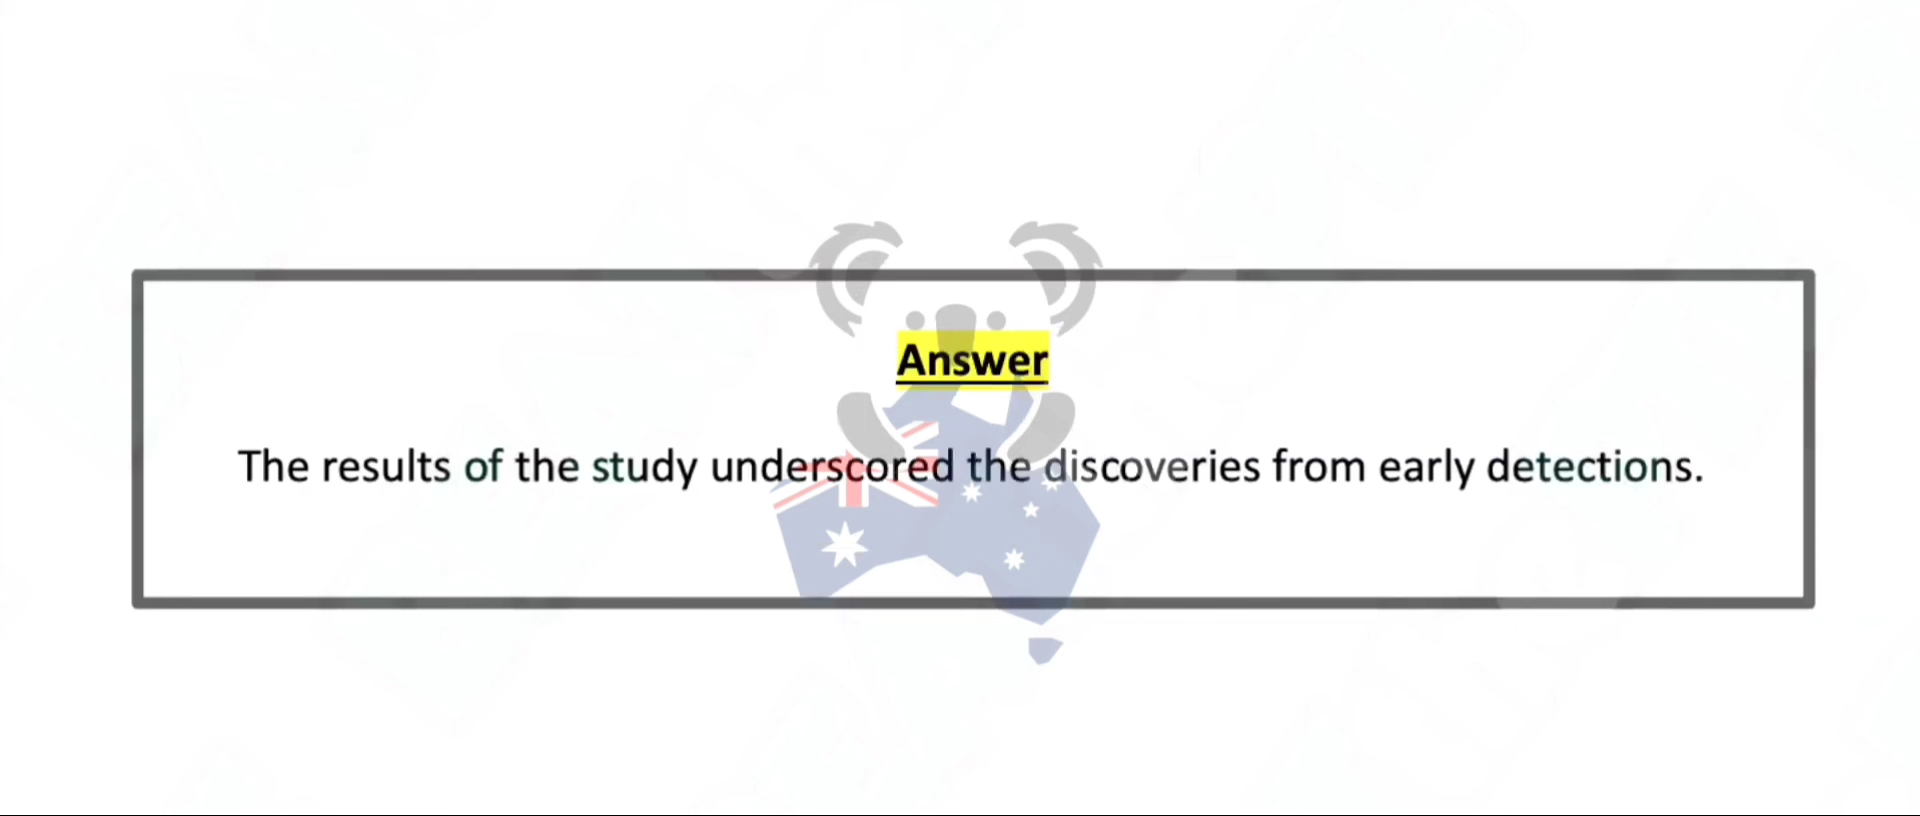 Answer
The results of the study underscored the discoveries from early detections.